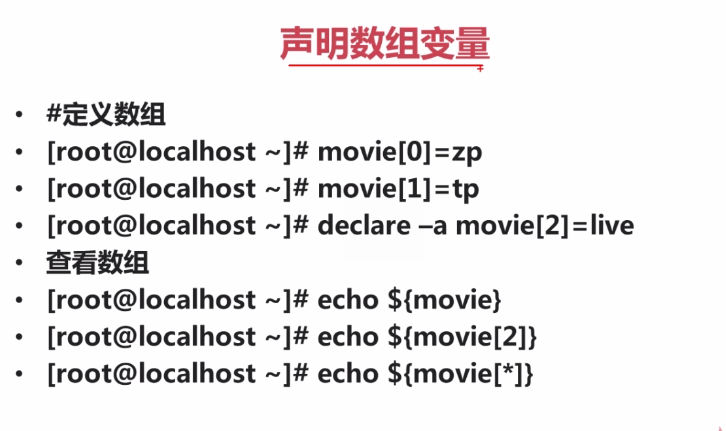 声明数组变量
• #定义数组
• [root@localhost ~]# movie[0]=zp
• [root@localhost ~]# movie[1]=tp
• [root@localhost ~]# declare –a movie[2]=live
• 查看数组
• [root@localhost ~]# echo ${movie}
• [root@localhost ~]# echo ${movie[2]}
• [root@localhost ~]# echo ${movie[*]}